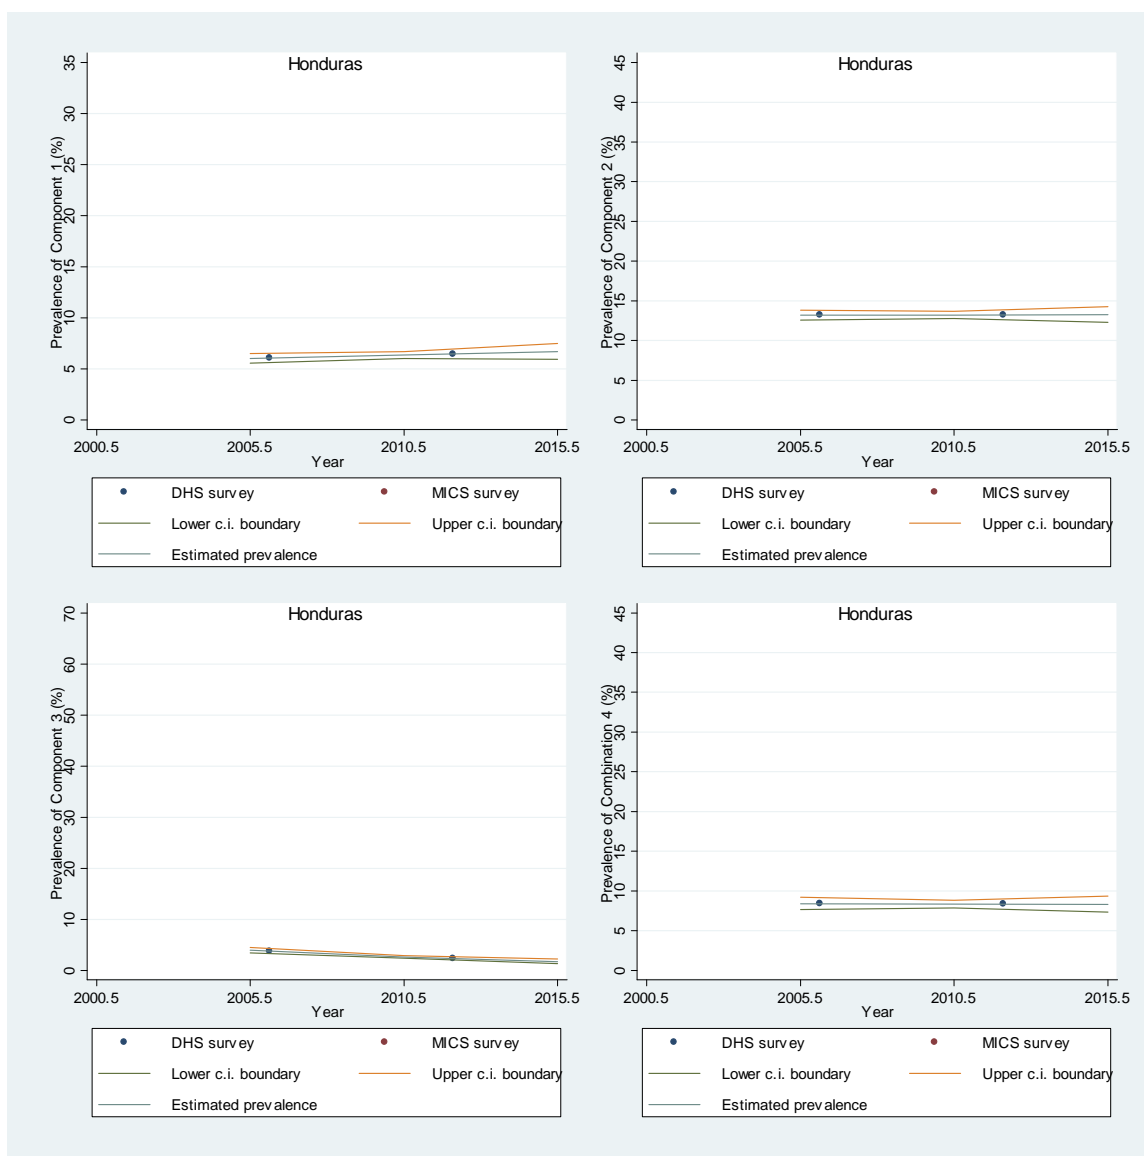 Honduras
Prevalence of Component 1 (%)
35
30
25
20
15
10
5
0
2000.5 2005.5 2010.5 2015.5
Year
DHS survey MICS survey
Lower c.i. boundary Upper c.i. boundary
Estimated prevalence
Honduras
Prevalence of Component 2 (%)
45
40
35
30
25
20
15
10
5
0
2000.5 2005.5 2010.5 2015.5
Year
DHS survey MICS survey
Lower c.i. boundary Upper c.i. boundary
Estimated prevalence
Honduras
Prevalence of Component 3 (%)
70
60
50
40
30
20
10
0
2000.5 2005.5 2010.5 2015.5
Year
DHS survey MICS survey
Lower c.i. boundary Upper c.i. boundary
Estimated prevalence
Honduras
Prevalence of Combination 4 (%)
45
40
35
30
25
20
15
10
5
0
2000.5 2005.5 2010.5 2015.5
Year
DHS survey MICS survey
Lower c.i. boundary Upper c.i. boundary
Estimated prevalence